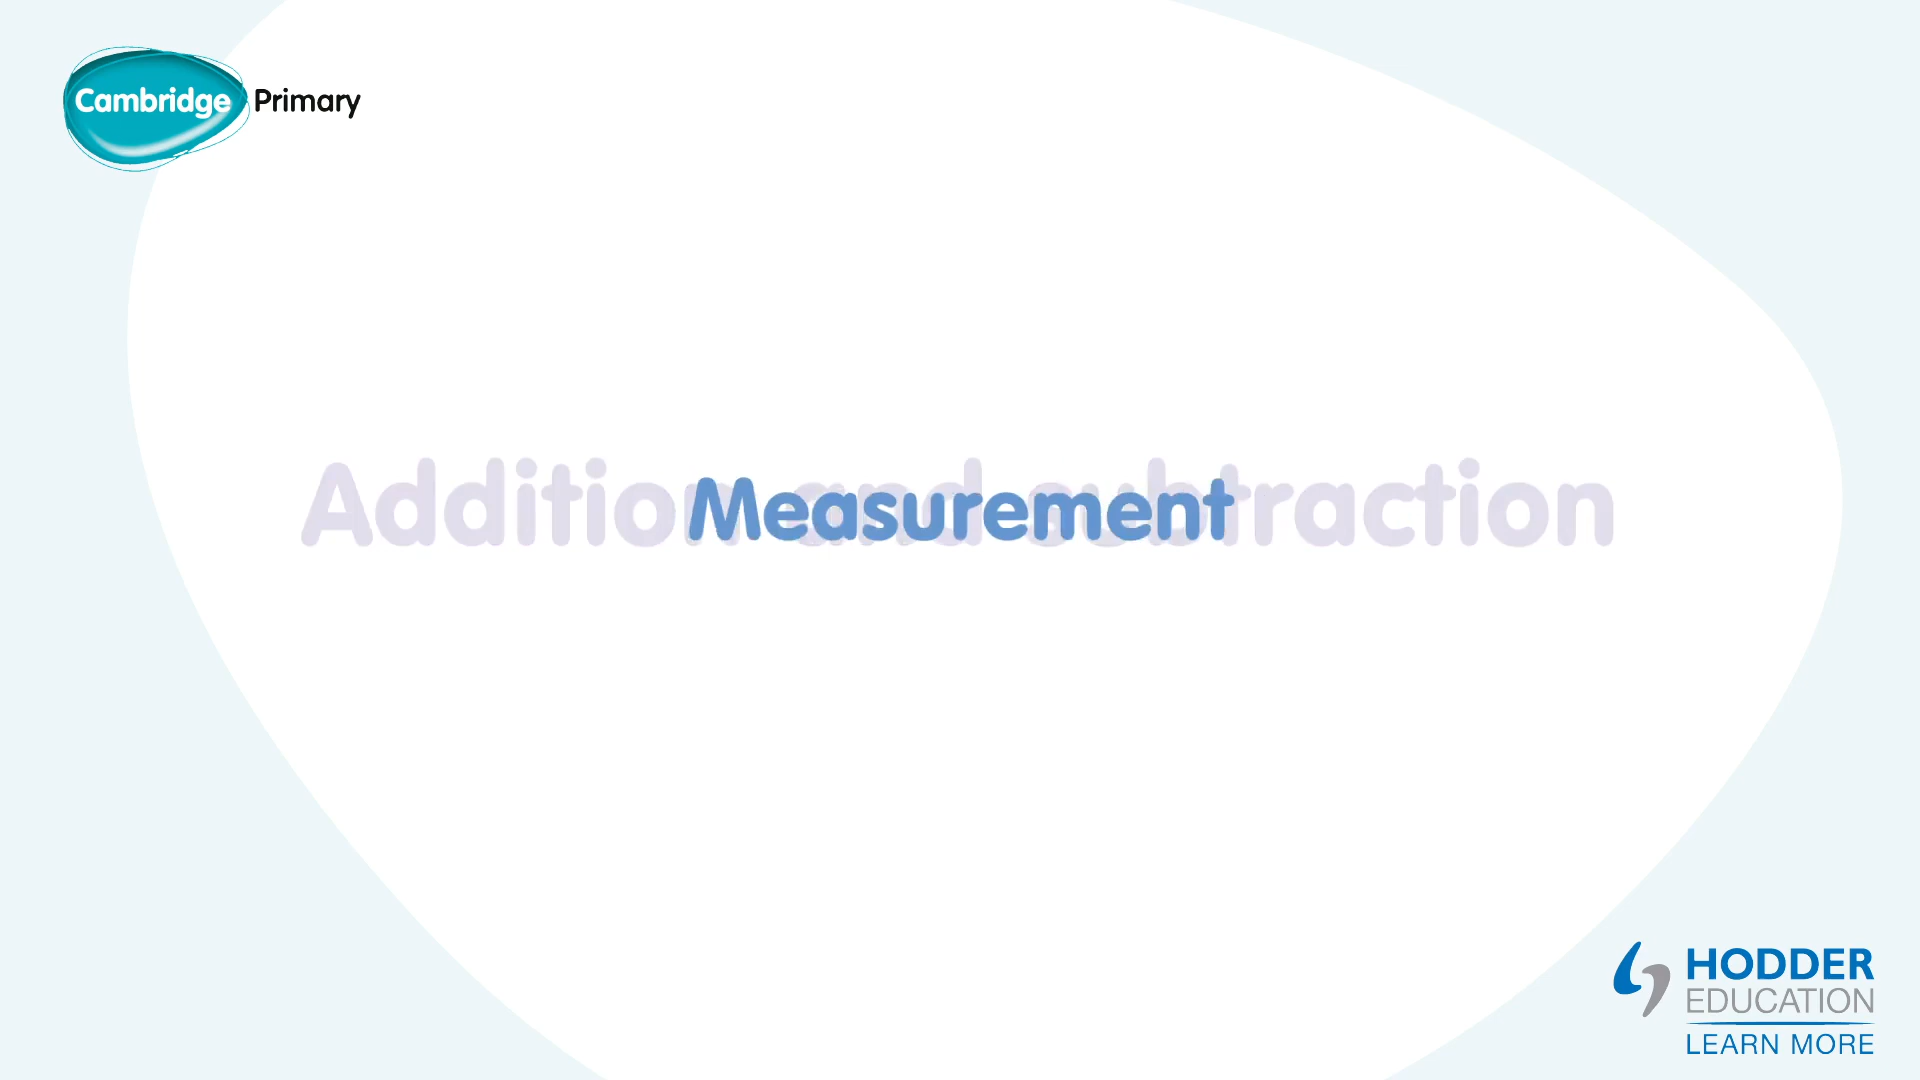 Cambridge Primary
Addition and subtraction
Measurement
HODDER
EDUCATION
LEARN MORE